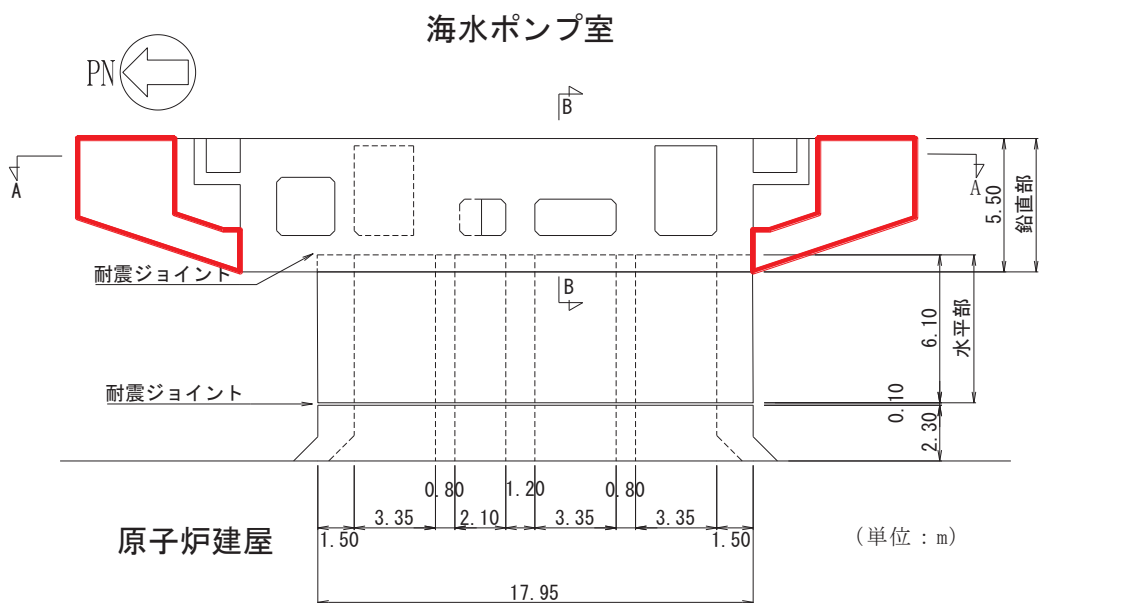 海水ポンプ室
PN
B
A
A
5.50
鉛直部
耐震ジョイント
B
6.10
水平部
耐震ジョイント
0.10
2.30
0.80
1.20
0.80
3.35
2.10
3.35
3.35
原子炉建屋
1.50
1.50
(単位：m)
17.95